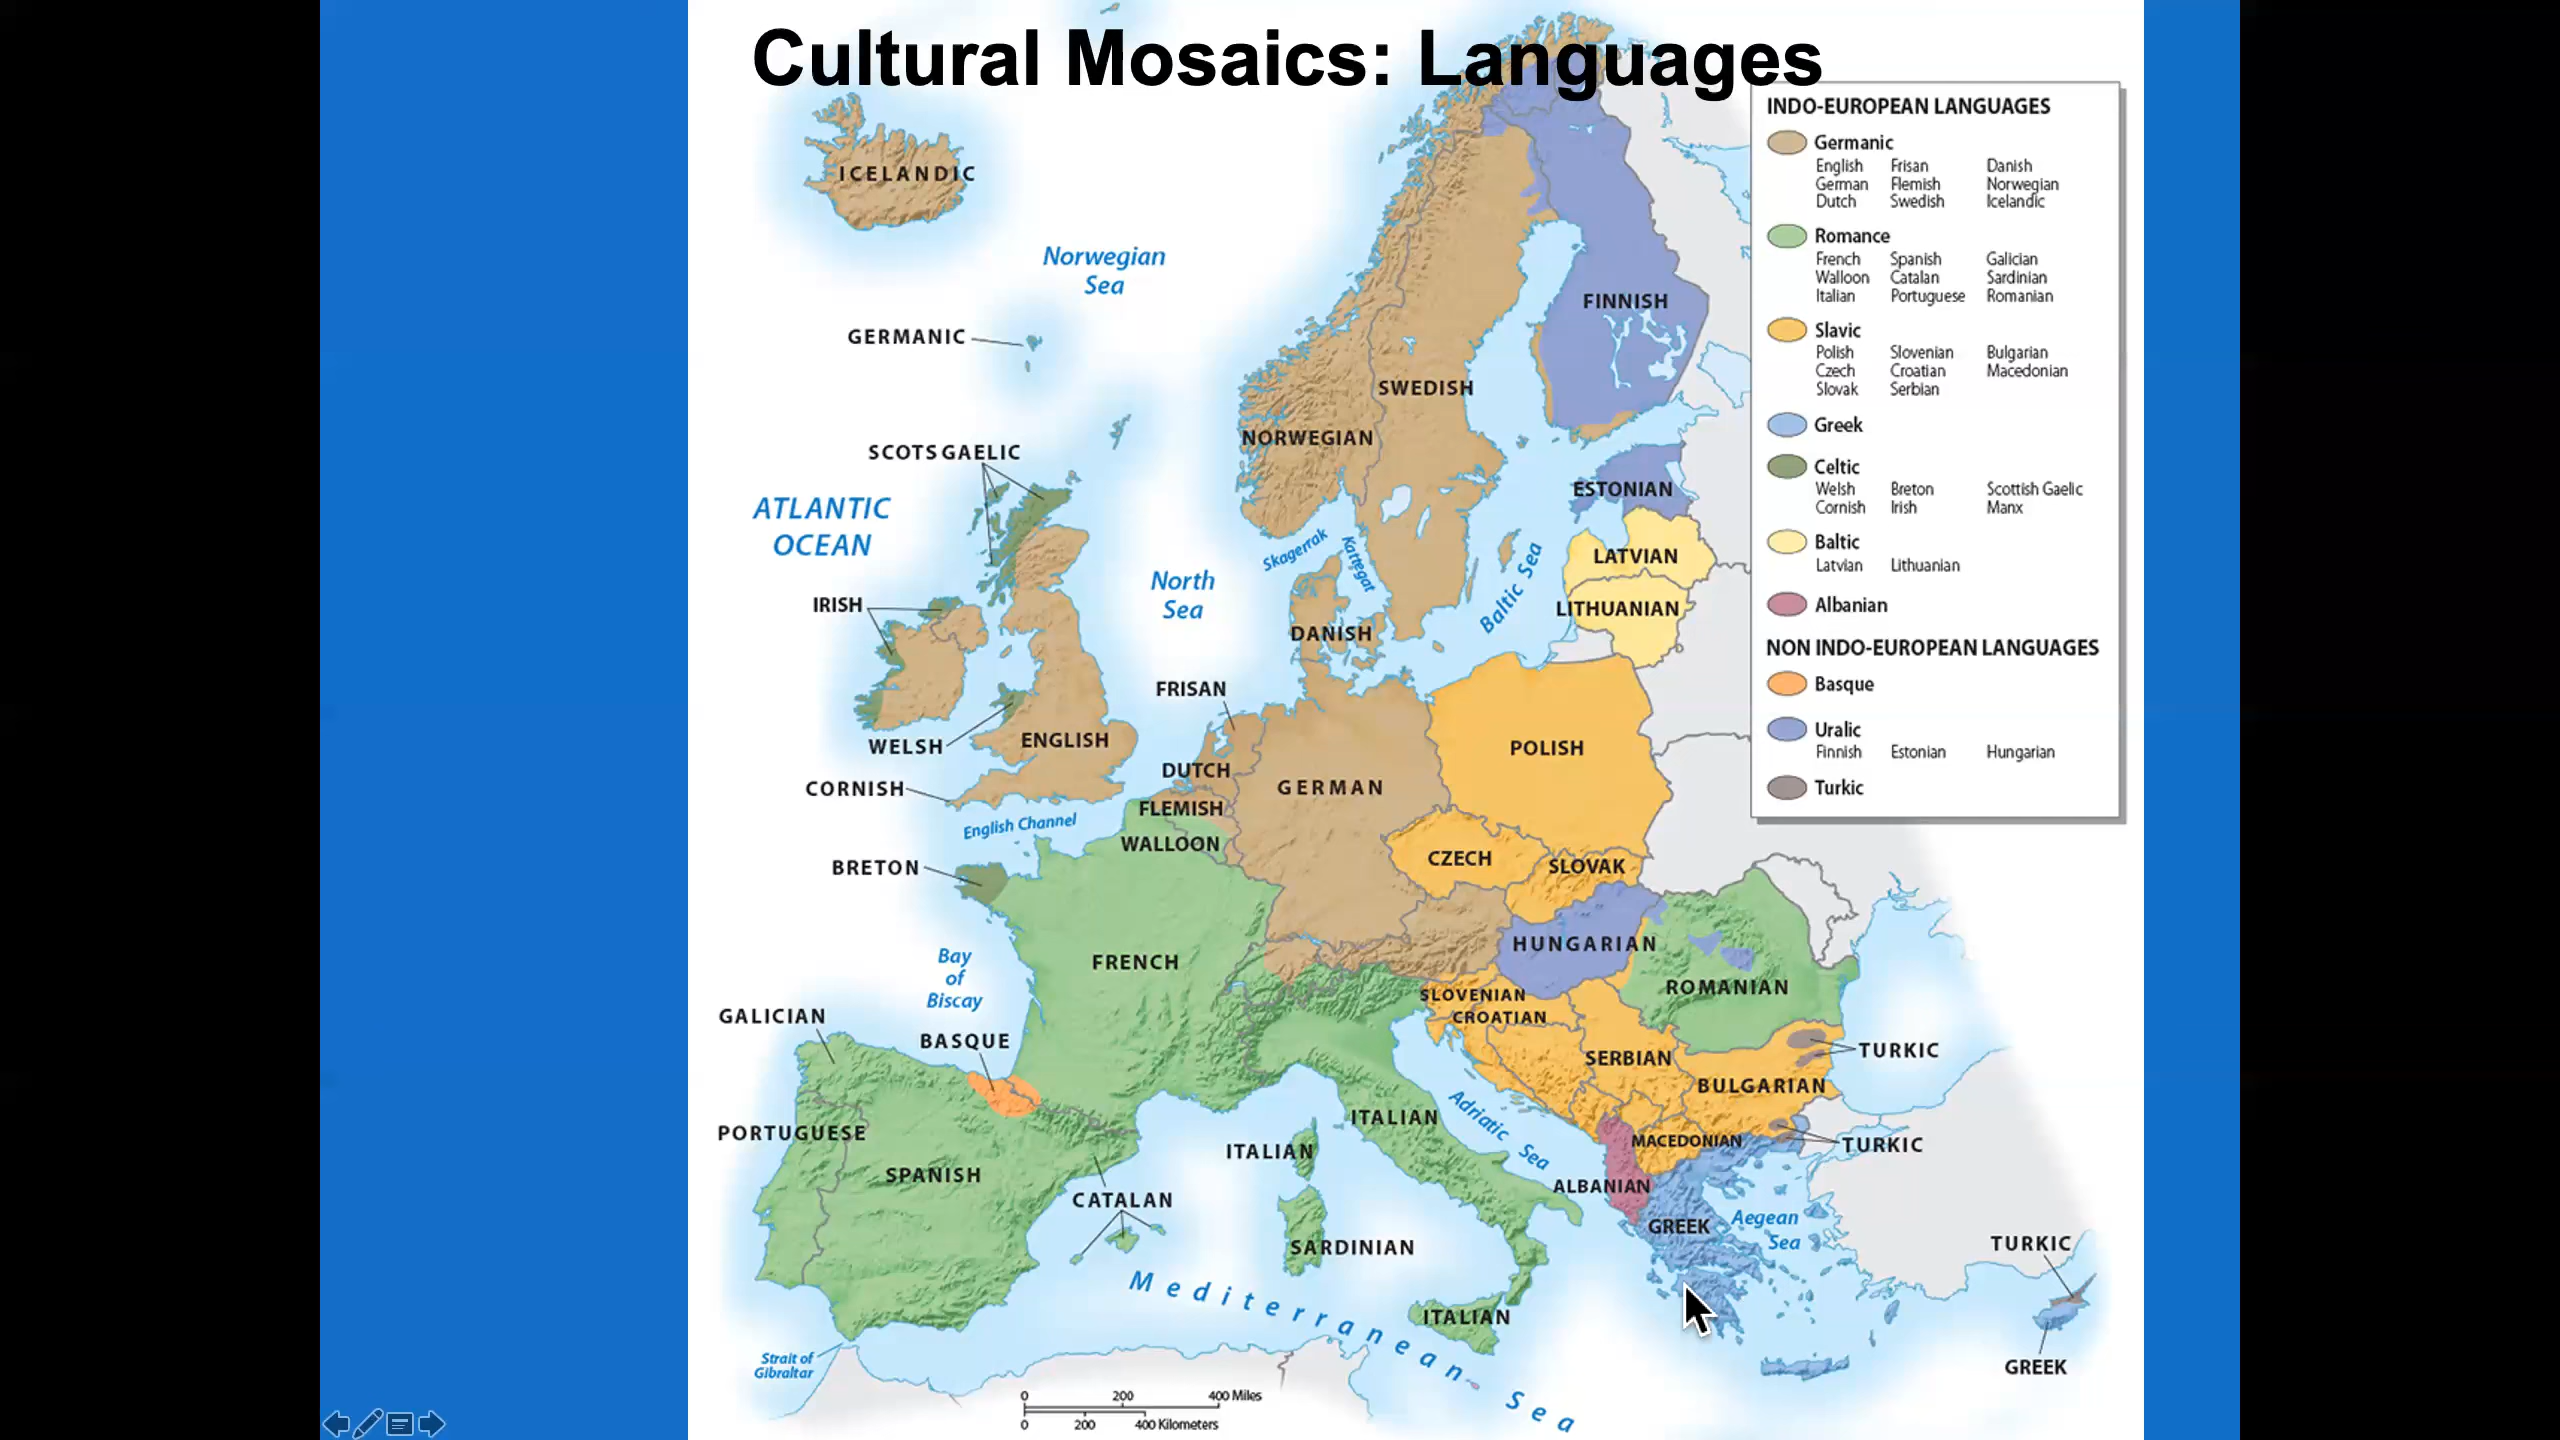 Cultural Mosaics: Languages
INDO-EUROPEAN LANGUAGES
Germanic
English Frisan Danish
German Flemish Norwegian
Dutch Swedish Icelandic
Romance
French Spanish Galician
Walloon Catalan Sardinian
Italian Portuguese Romanian
Slavic
Polish Slovenian Bulgarian
Czech Croatian Macedonian
Slovak Serbian
Greek
Celtic
Welsh Breton Scottish Gaelic
Cornish Irish Manx
Baltic
Latvian Lithuanian
Albanian
NON INDO-EUROPEAN LANGUAGES
Basque
Uralic
Finnish Estonian Hungarian
Turkic
ICELANDIC
Norwegian
Sea
FINNISH
GERMANIC
SWEDISH
NORWEGIAN
SCOTS GAELIC
ESTONIAN
ATLANTIC
OCEAN
Skagerrak
Kattegat
LATVIAN
Baltic Sea
North
Sea
IRISH
LITHUANIAN
DANISH
FRISAN
WELSH
ENGLISH
POLISH
DUTCH
CORNISH
GERMAN
FLEMISH
English Channel
WALLOON
CZECH
SLOVAK
BRETON
HUNGARIAN
FRENCH
Bay
of
Biscay
ROMANIAN
SLOVENIAN
CROATIAN
GALICIAN
BASQUE
SERBIAN
TURKIC
BULGARIAN
ITALIAN
Adriatic Sea
PORTUGUESE
MACEDONIAN
TURKIC
ITALIAN
SPANISH
ALBANIAN
CATALAN
GREEK
Aegean
Sea
SARDINIAN
TURKIC
Mediterranean Sea
ITALIAN
Strait of
Gibraltar
GREEK
0 200 400 Miles
0 200 400 Kilometers